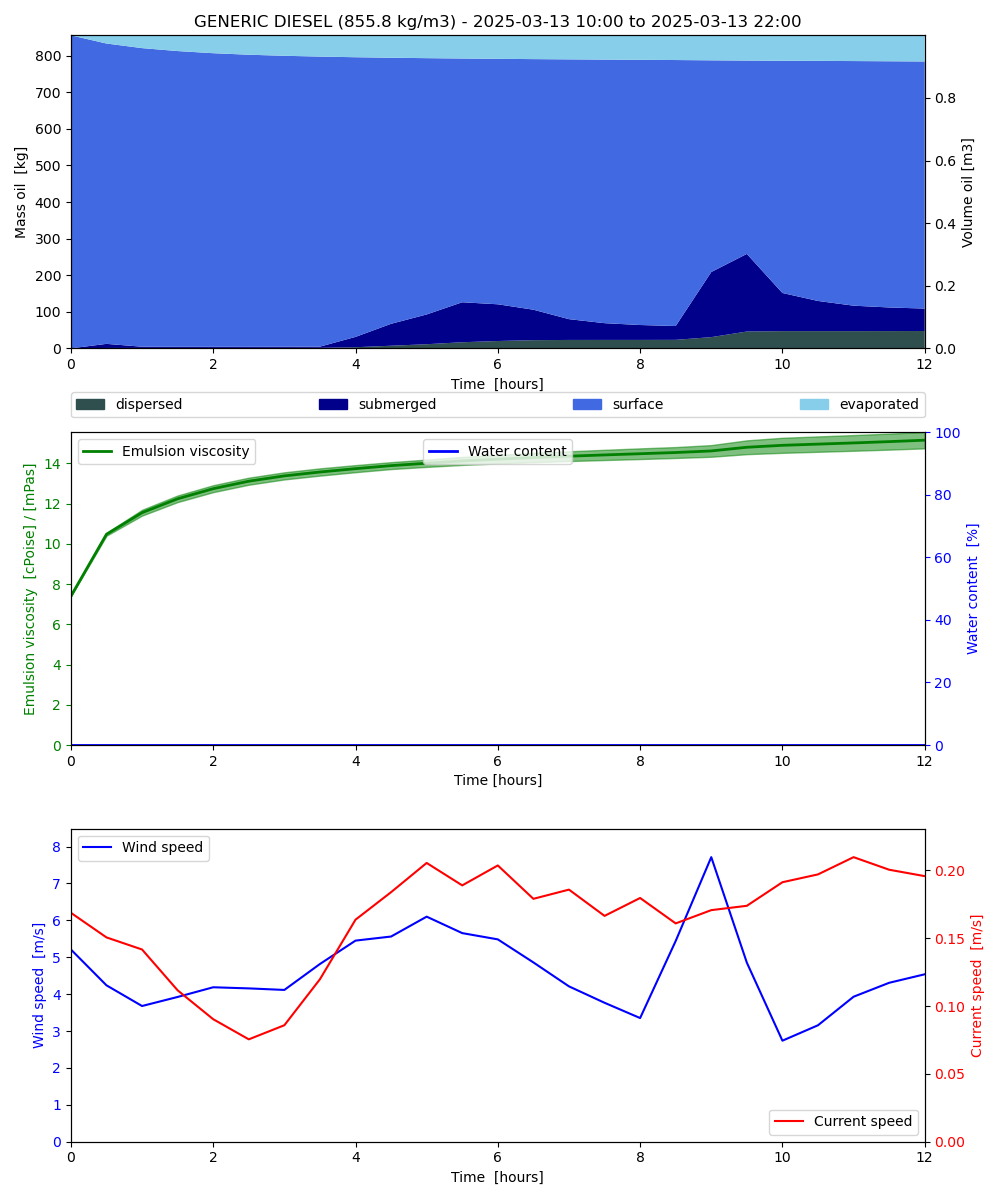 GENERIC DIESEL (855.8 kg/m3) - 2025-03-13 10:00 to 2025-03-13 22:00
Mass oil  [kg]
800
700
600
500
400
300
200
100
0
0.8
0.6
0.4
0.2
0.0
Volume oil [m3]
0 2 4 6 8 10 12
Time  [hours]
dispersed submerged surface evaporated
Emulsion viscosity  [cPoise] / [mPas]
14
12
10
8
6
4
2
0
Emulsion viscosity
Water content
100
80
60
40
20
0
Water content  [%]
0 2 4 6 8 10 12
Time [hours]
Wind speed  [m/s]
8
7
6
5
4
3
2
1
0
Wind speed
0.20
0.15
0.10
0.05
0.00
Current speed  [m/s]
Current speed
0 2 4 6 8 10 12
Time  [hours]